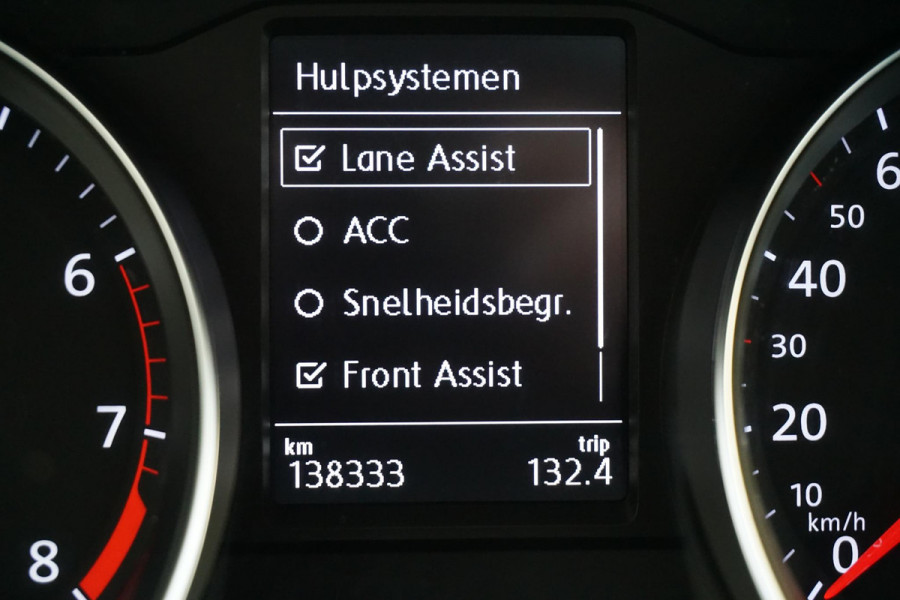 Hulpsystemen
Lane Assist
ACC
Snelheidsbegr.
Front Assist
km
trip
138333
132.4
6
7
8
6
50
40
30
20
10
km/h
0